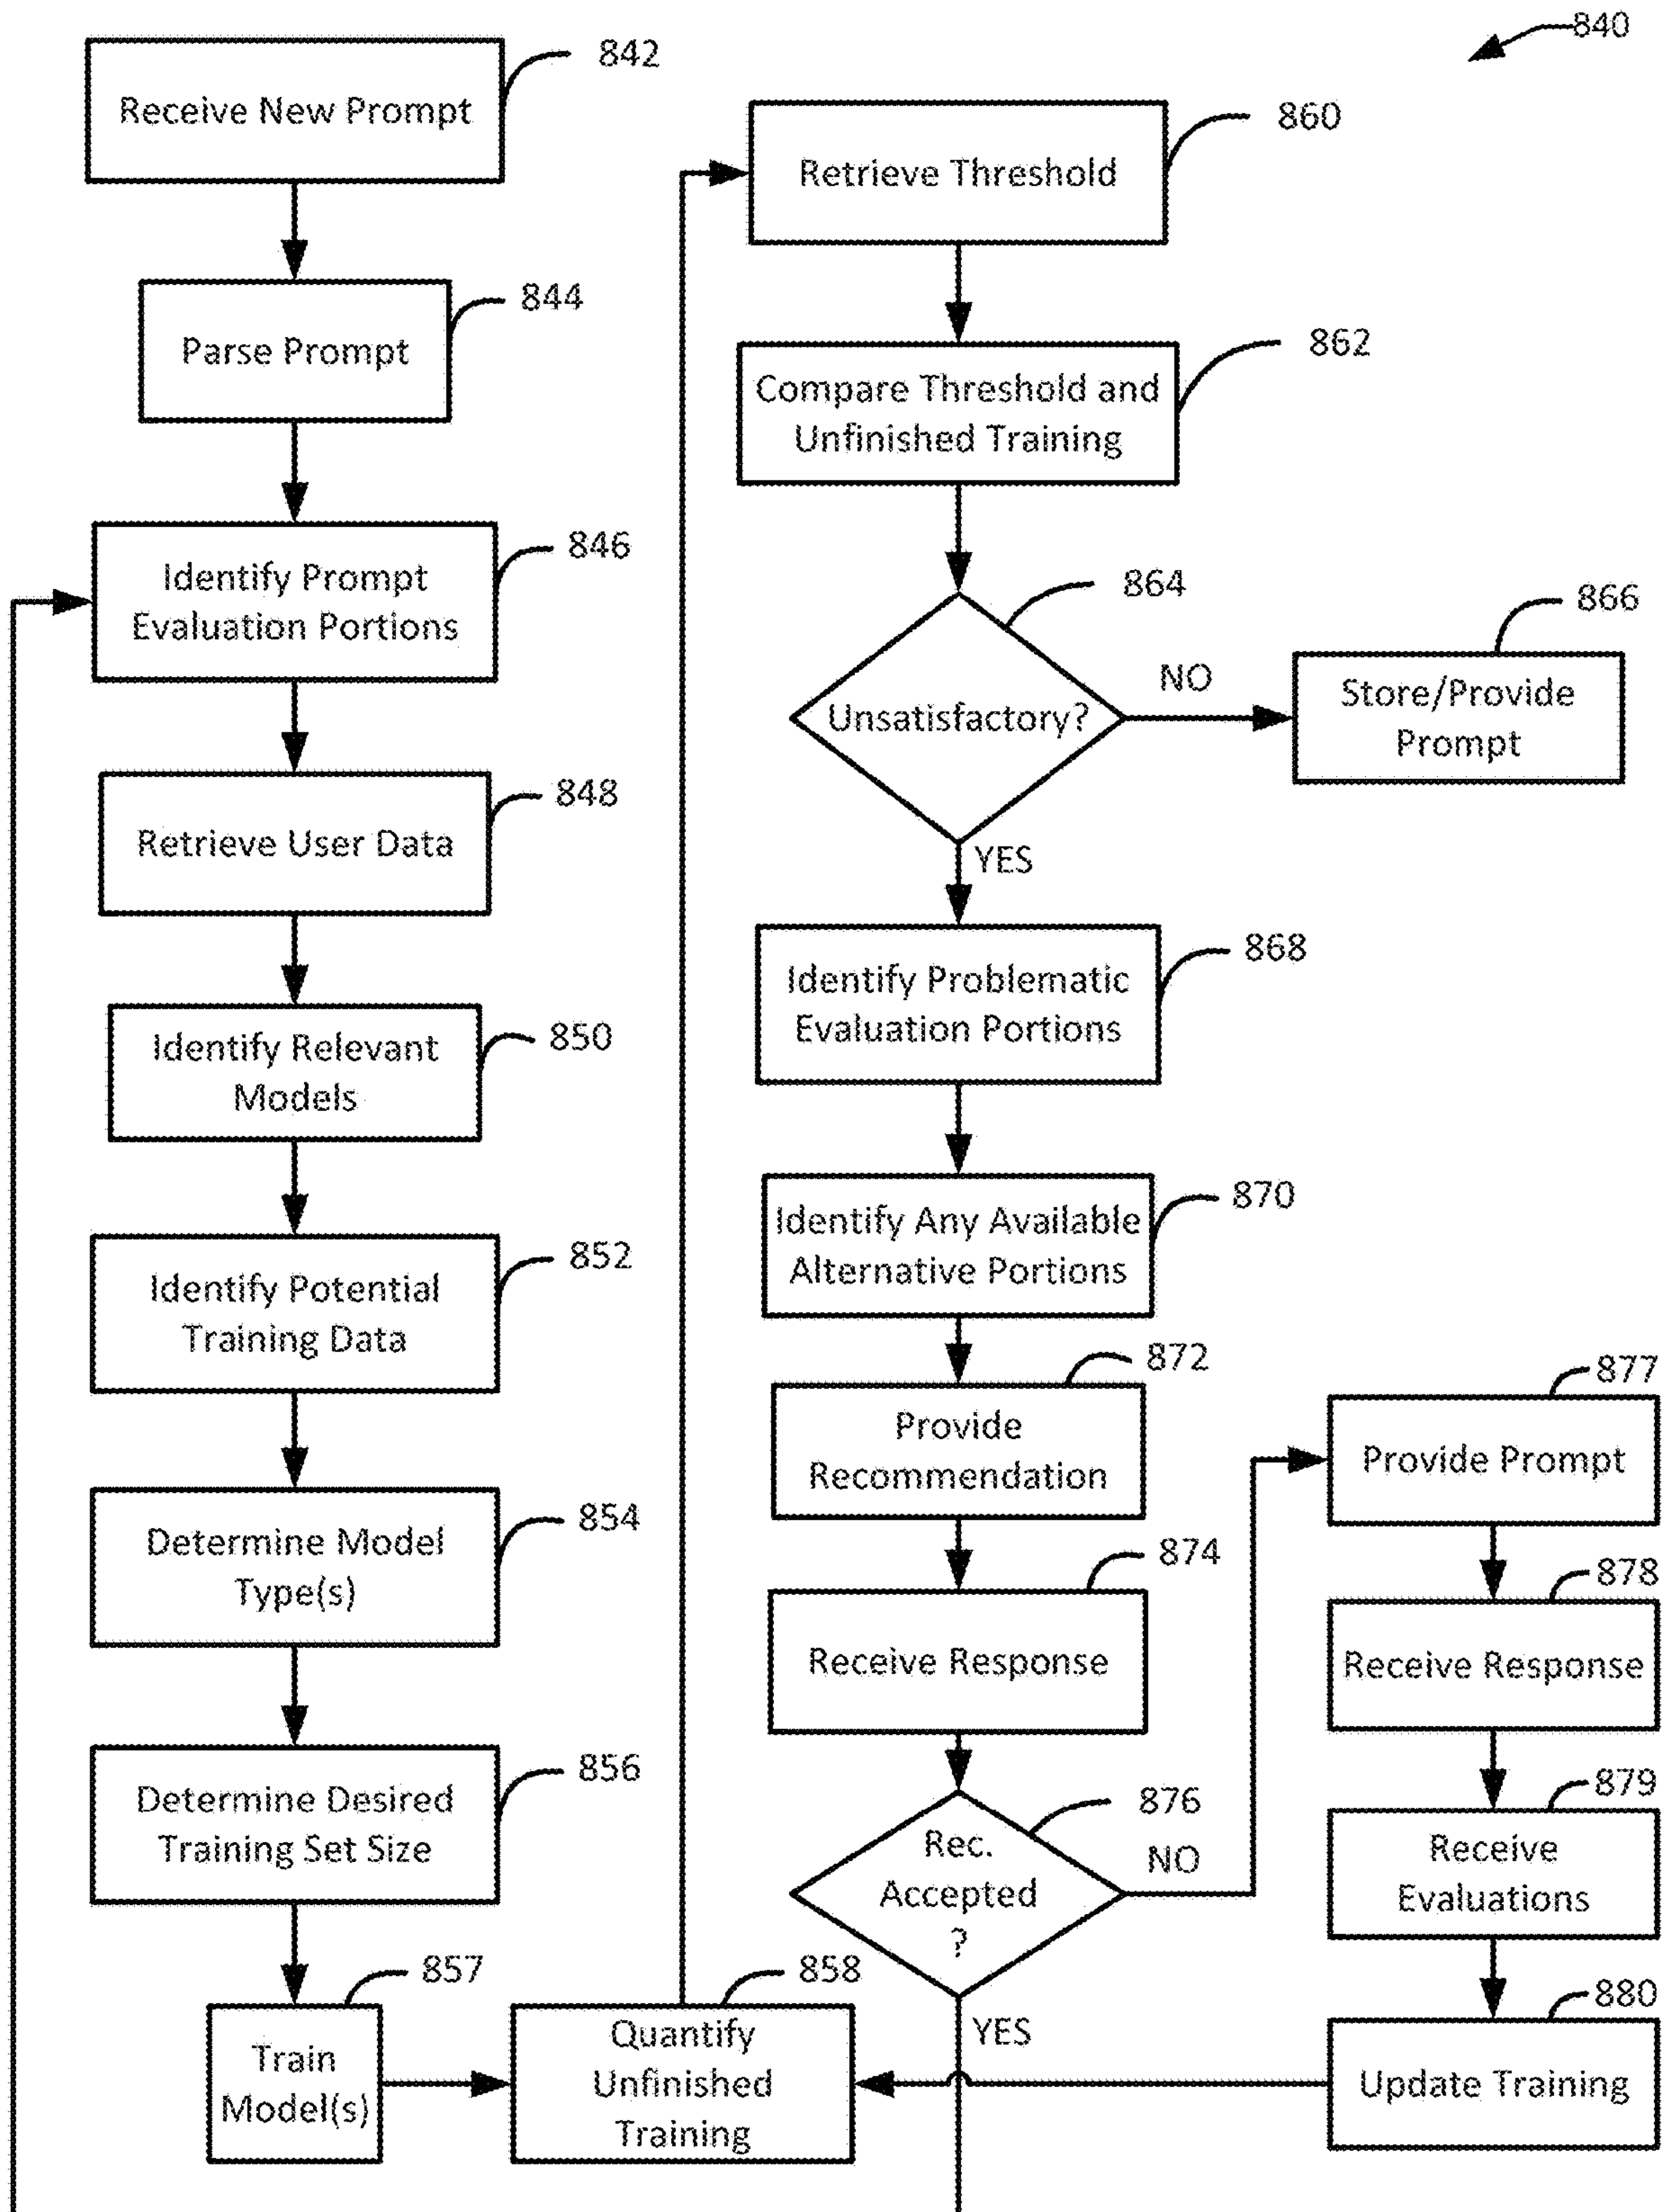 840
842
Receive New Prompt
844
Parse Prompt
846
Identify Prompt
Evaluation Portions
848
Retrieve User Data
850
Identify Relevant
Models
852
Identify Potential
Training Data
854
Determine Model
Type(s)
856
Determine Desired
Training Set Size
857
Train
Model(s)
858
Quantify
Unfinished
Training
860
Retrieve Threshold
862
Compare Threshold and
Unfinished Training
864
Unsatisfactory?
NO
866
Store/Provide
Prompt
YES
868
Identify Problematic
Evaluation Portions
870
Identify Any Available
Alternative Portions
872
Provide
Recommendation
874
Receive Response
876
Rec.
Accepted
?
NO
YES
877
Provide Prompt
878
Receive Response
879
Receive
Evaluations
880
Update Training